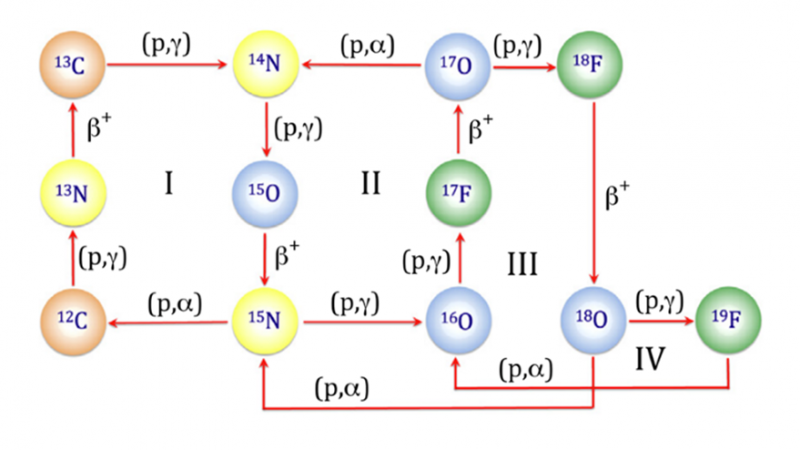 (p,γ) (p,α) (p,γ)
¹³C ¹⁴N ¹⁷O ¹⁸F
β⁺ (p,γ) β⁺
¹³N I ¹⁵O II ¹⁷F β⁺
(p,γ) β⁺ (p,γ) III
(p,α) (p,γ) (p,γ)
¹²C ¹⁵N ¹⁶O ¹⁸O ¹⁹F
IV
(p,α)
(p,α)